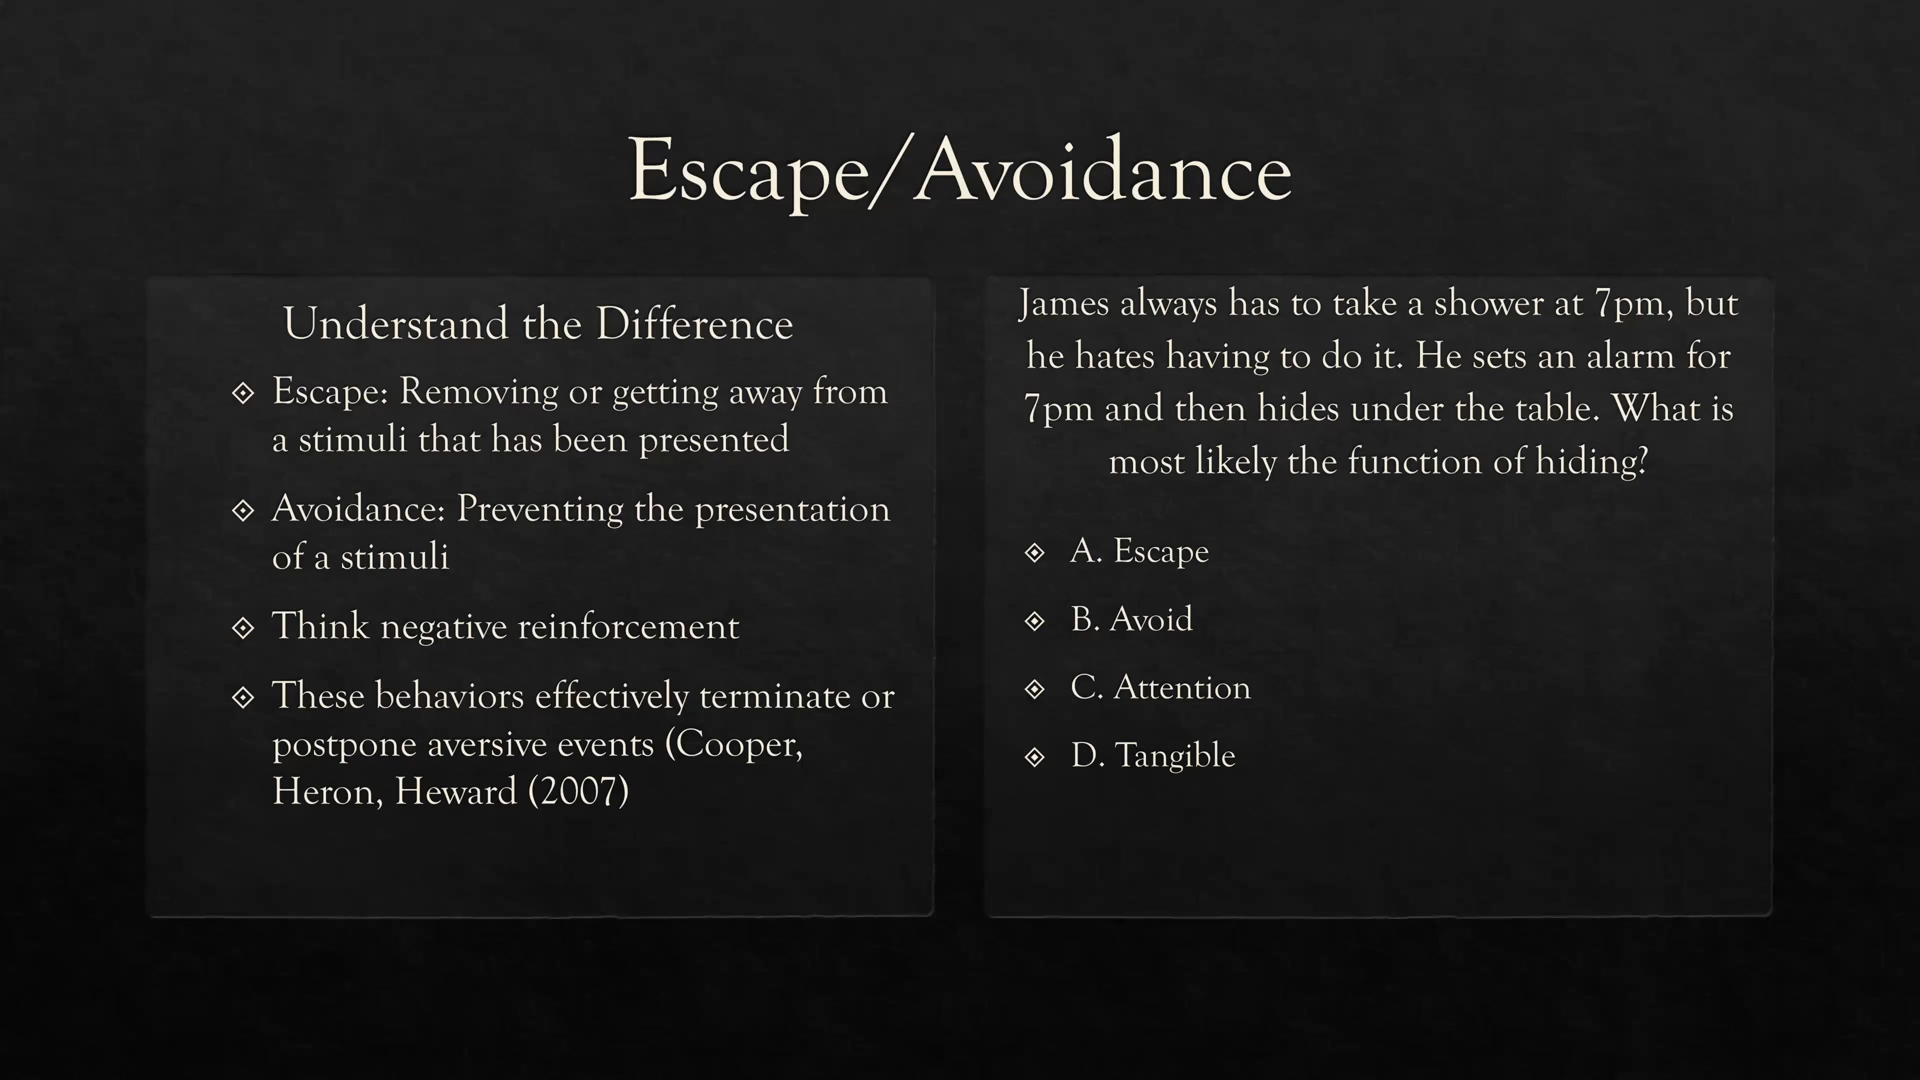 Escape/Avoidance
Understand the Difference
Escape: Removing or getting away from
a stimuli that has been presented
Avoidance: Preventing the presentation
of a stimuli
Think negative reinforcement
These behaviors effectively terminate or
postpone aversive events (Cooper,
Heron, Heward (2007)
James always has to take a shower at 7pm, but
he hates having to do it. He sets an alarm for
7pm and then hides under the table. What is
most likely the function of hiding?
A. Escape
B. Avoid
C. Attention
D. Tangible